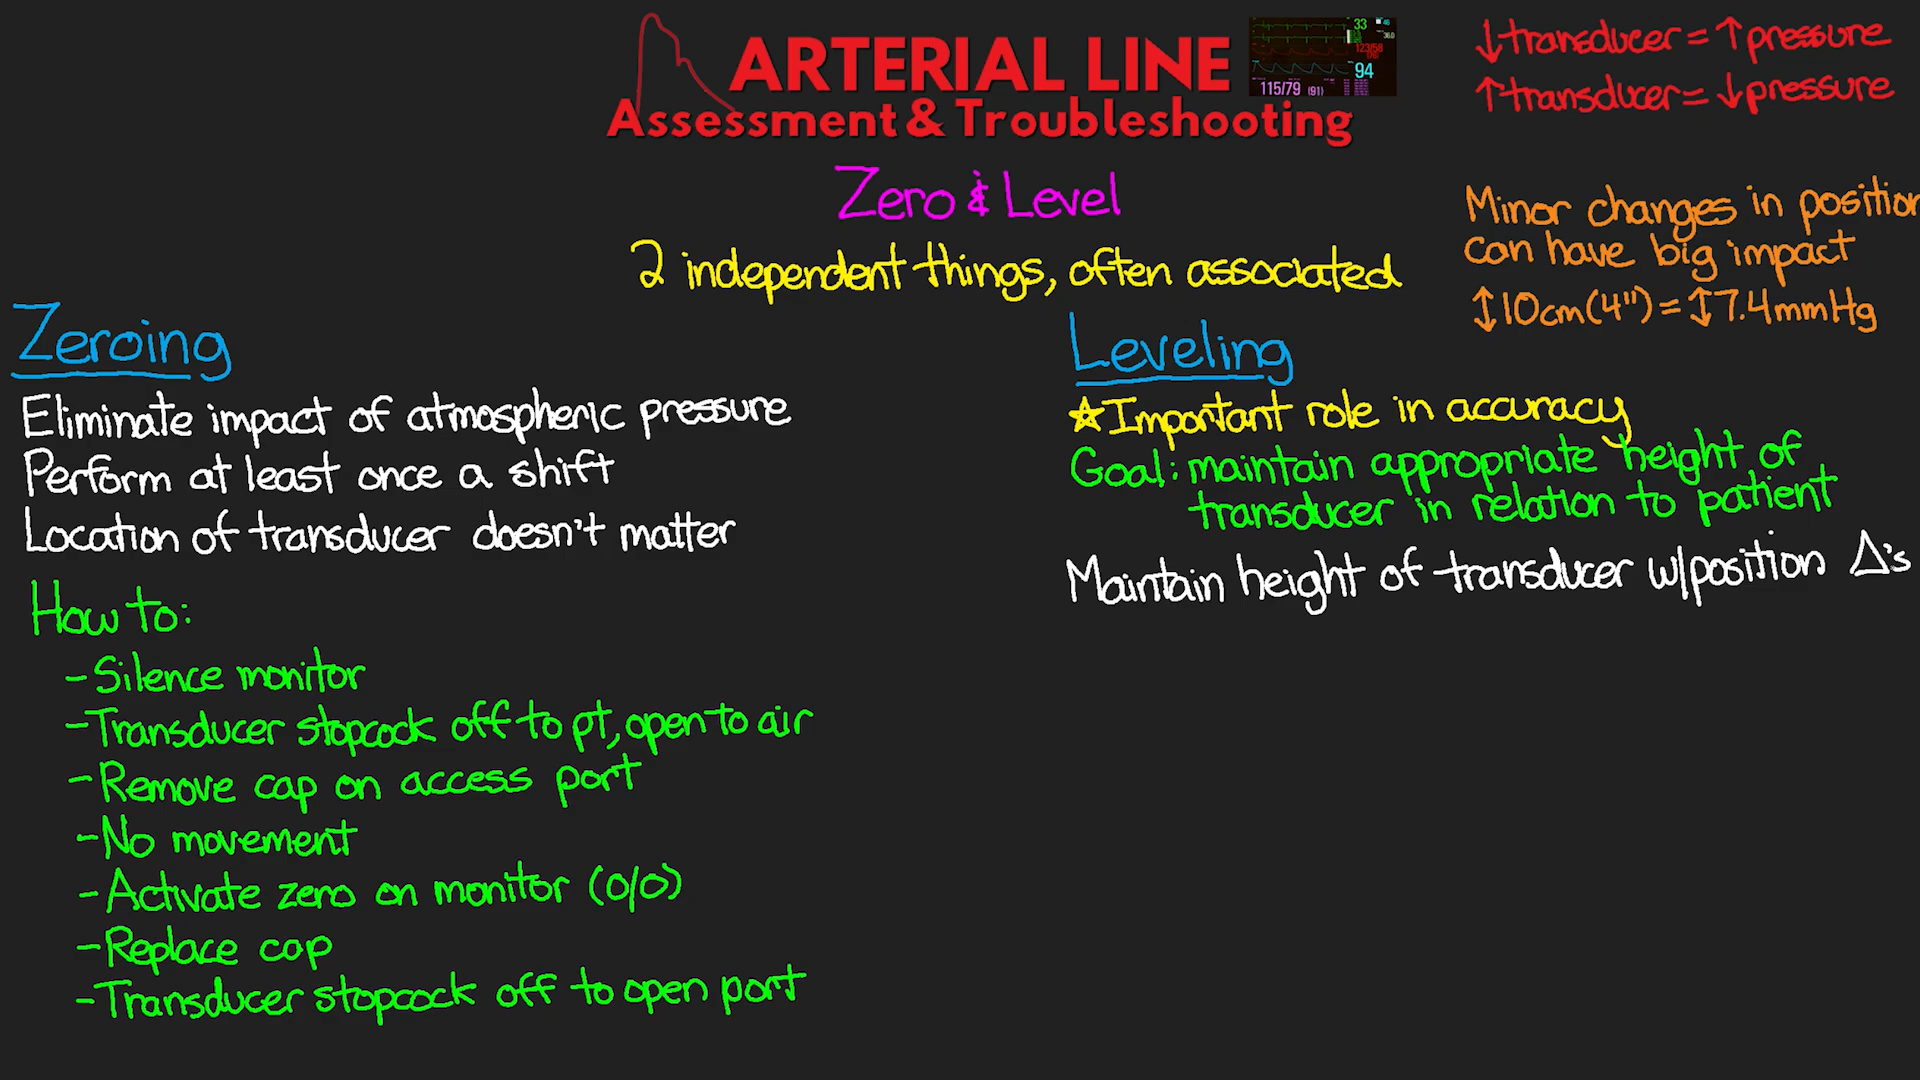 ARTERIAL LINE
Assessment & Troubleshooting
33
46
36.0
123/58
94
115/79 (91)
↓transducer = ↑pressure
↑transducer = ↓pressure
Zero & Level
2 independent things, often associated
Minor changes in position
can have big impact
↕10cm(4") = ↕7.4mmHg
Zeroing
Eliminate impact of atmospheric pressure
Perform at least once a shift
Location of transducer doesn't matter
How to:
-Silence monitor
-Transducer stopcock off to pt, open to air
-Remove cap on access port
-No movement
-Activate zero on monitor (0/0)
-Replace cap
-Transducer stopcock off to open port
Leveling
☆Important role in accuracy
Goal: maintain appropriate height of
transducer in relation to patient
Maintain height of transducer w/position Δ's